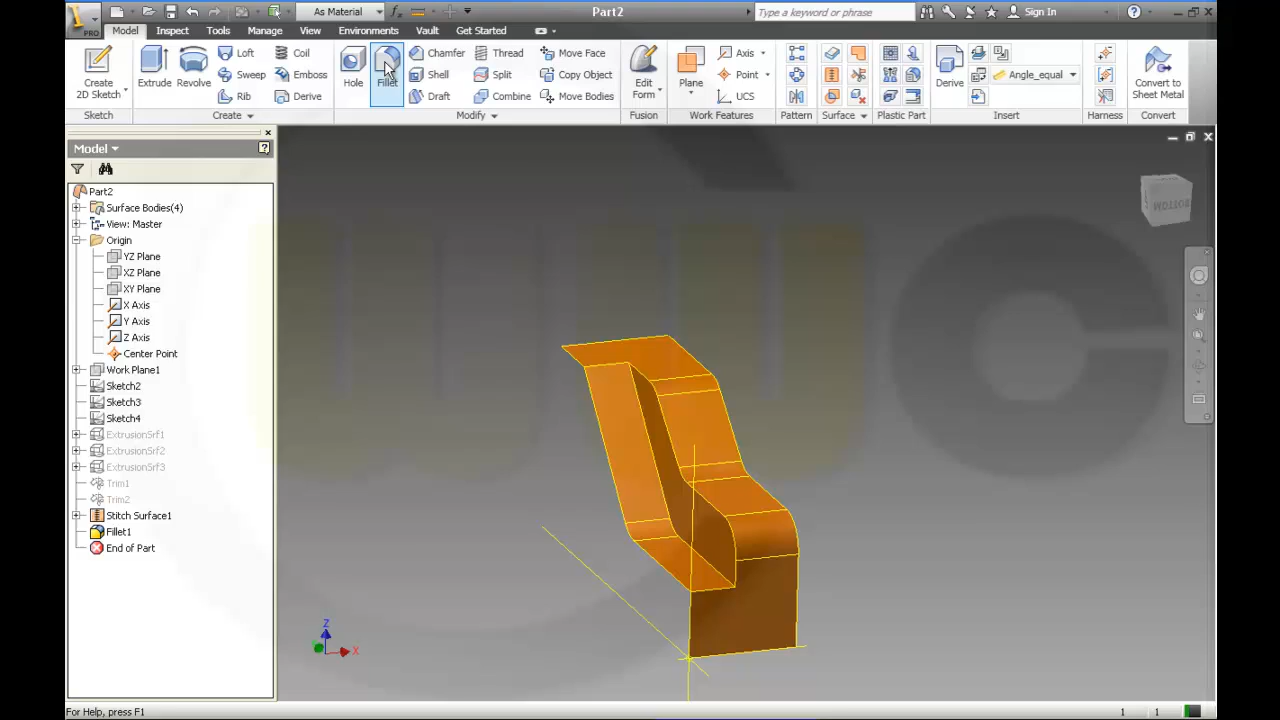 As Material
Part2
Type a keyword or phrase
Sign In
PRO
Model Inspect Tools Manage View Environments Vault Get Started
Create
2D Sketch
Extrude Revolve Loft Sweep Rib Coil Emboss Derive
Hole Fillet Chamfer Shell Draft Thread Split Combine Move Face Copy Object Move Bodies
Edit
Form
Plane Axis Point UCS
Derive Angle_equal
Convert to
Sheet Metal
Sketch Create Modify Fusion Work Features Pattern Surface Plastic Part Insert Harness Convert
Model
Part2
Surface Bodies(4)
View: Master
Origin
YZ Plane
XZ Plane
XY Plane
X Axis
Y Axis
Z Axis
Center Point
Work Plane1
Sketch2
Sketch3
Sketch4
ExtrusionSrf1
ExtrusionSrf2
ExtrusionSrf3
Trim1
Trim2
Stitch Surface1
Fillet1
End of Part
BOTTOM
Z
X
For Help, press F1
1 1